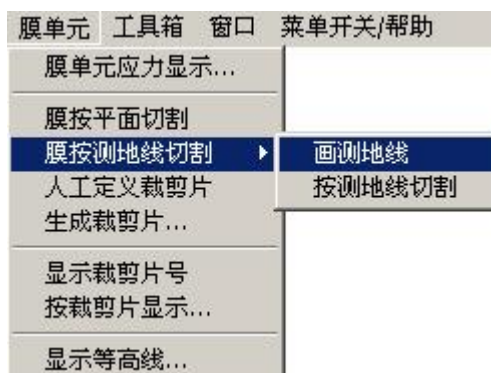 膜单元 工具箱 窗口 菜单开关/帮助
膜单元应力显示...
膜按平面切割
膜按测地线切割
画测地线
人工定义裁剪片
按测地线切割
生成裁剪片...
显示裁剪片号
按裁剪片显示...
显示等高线...